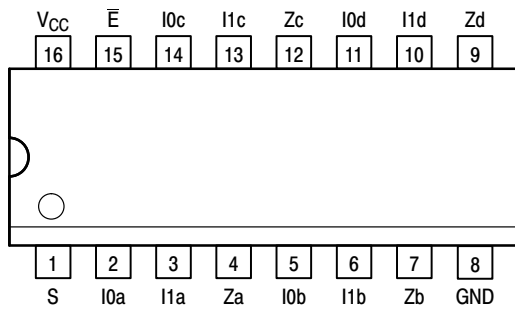 V_CC E̅ I0c I1c Zc I0d I1d Zd
16 15 14 13 12 11 10 9
1 2 3 4 5 6 7 8
S I0a I1a Za I0b I1b Zb GND